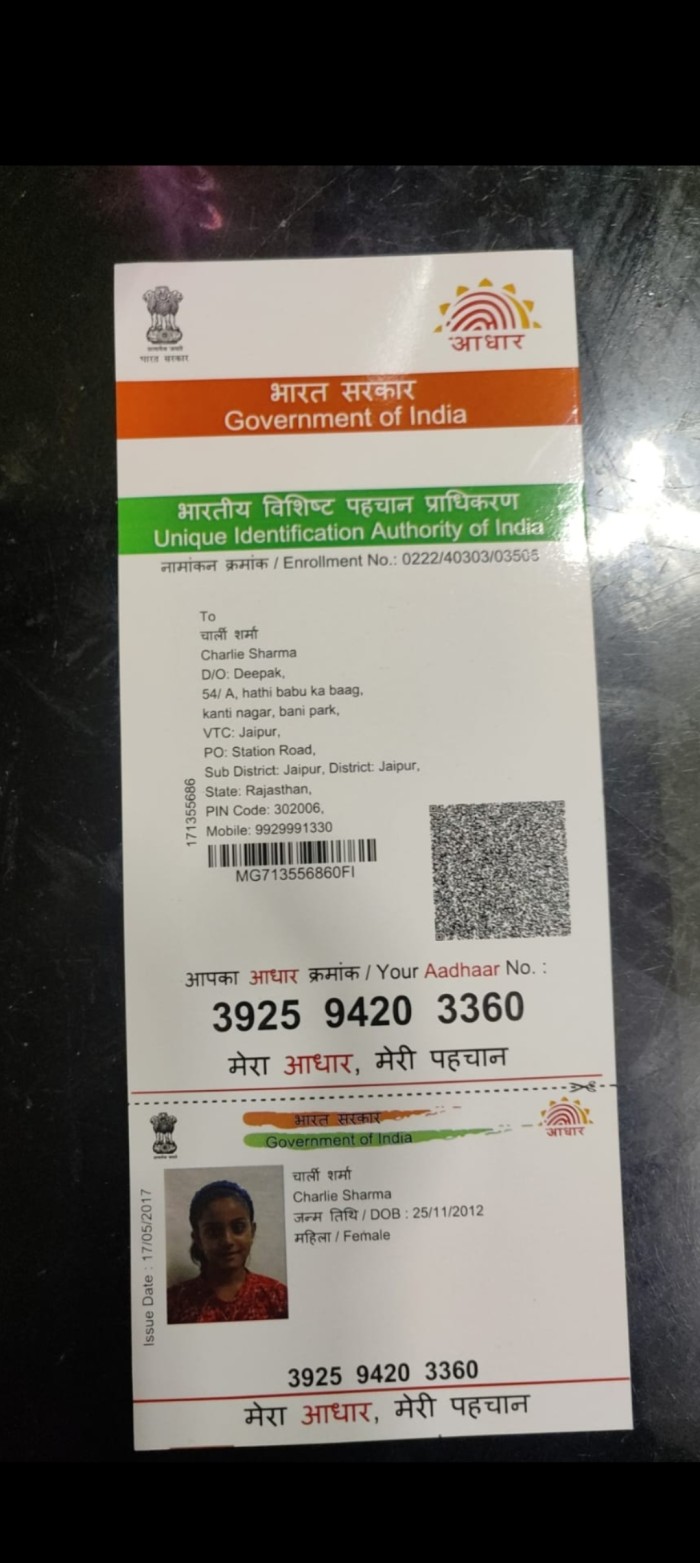 भारत सरकार
आधार
भारत सरकार
Government of India
भारतीय विशिष्ट पहचान प्राधिकरण
Unique Identification Authority of India
नामांकन क्रमांक / Enrollment No.: 0222/40303/03505
To
चार्ली शर्मा
Charlie Sharma
D/O: Deepak,
54/ A, hathi babu ka baag,
kanti nagar, bani park,
VTC: Jaipur,
PO: Station Road,
Sub District: Jaipur, District: Jaipur,
State: Rajasthan,
PIN Code: 302006,
Mobile: 9929991330
171355686
MG713556860FI
आपका आधार क्रमांक / Your Aadhaar No. :
3925 9420 3360
मेरा आधार, मेरी पहचान
भारत सरकार
Government of India
आधार
चार्ली शर्मा
Charlie Sharma
जन्म तिथि / DOB : 25/11/2012
महिला / Female
Issue Date : 17/05/2017
3925 9420 3360
मेरा आधार, मेरी पहचान